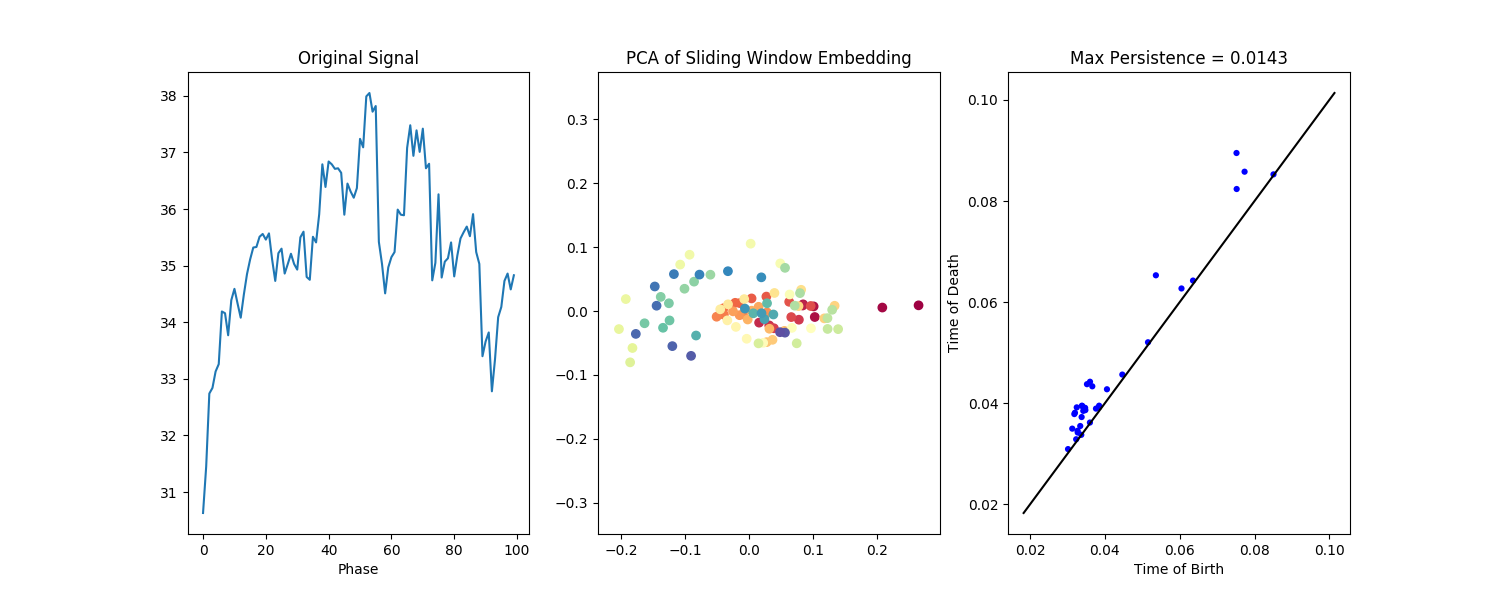 Original Signal
38
37
36
35
34
33
32
31
0 20 40 60 80 100
Phase
PCA of Sliding Window Embedding
0.3
0.2
0.1
0.0
−0.1
−0.2
−0.3
−0.2 −0.1 0.0 0.1 0.2
Max Persistence = 0.0143
Time of Death
0.10
0.08
0.06
0.04
0.02
0.02 0.04 0.06 0.08 0.10
Time of Birth